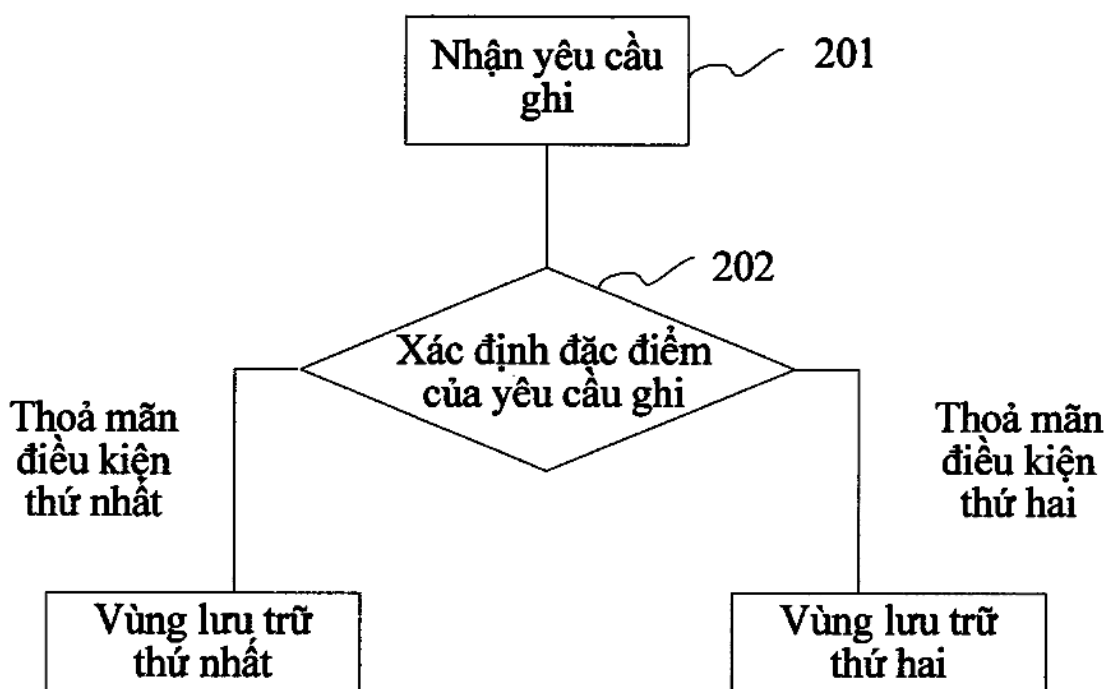 Nhận yêu cầu
ghi
201
202
Xác định đặc điểm
của yêu cầu ghi
Thoả mãn
điều kiện
thứ nhất
Thoả mãn
điều kiện
thứ hai
Vùng lưu trữ
thứ nhất
Vùng lưu trữ
thứ hai